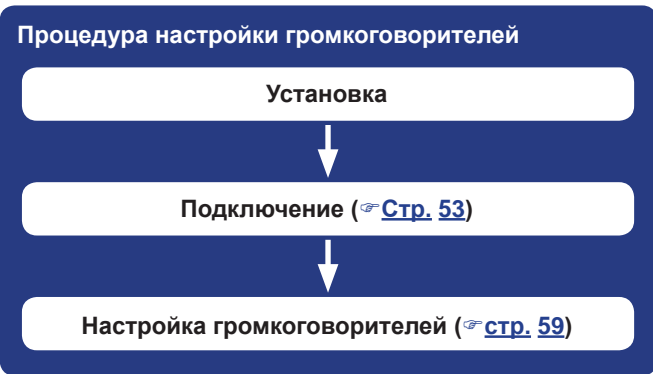 Процедура настройки громкоговорителей
Установка
Подключение (☞Стр. 53)
Настройка громкоговорителей (☞стр. 59)